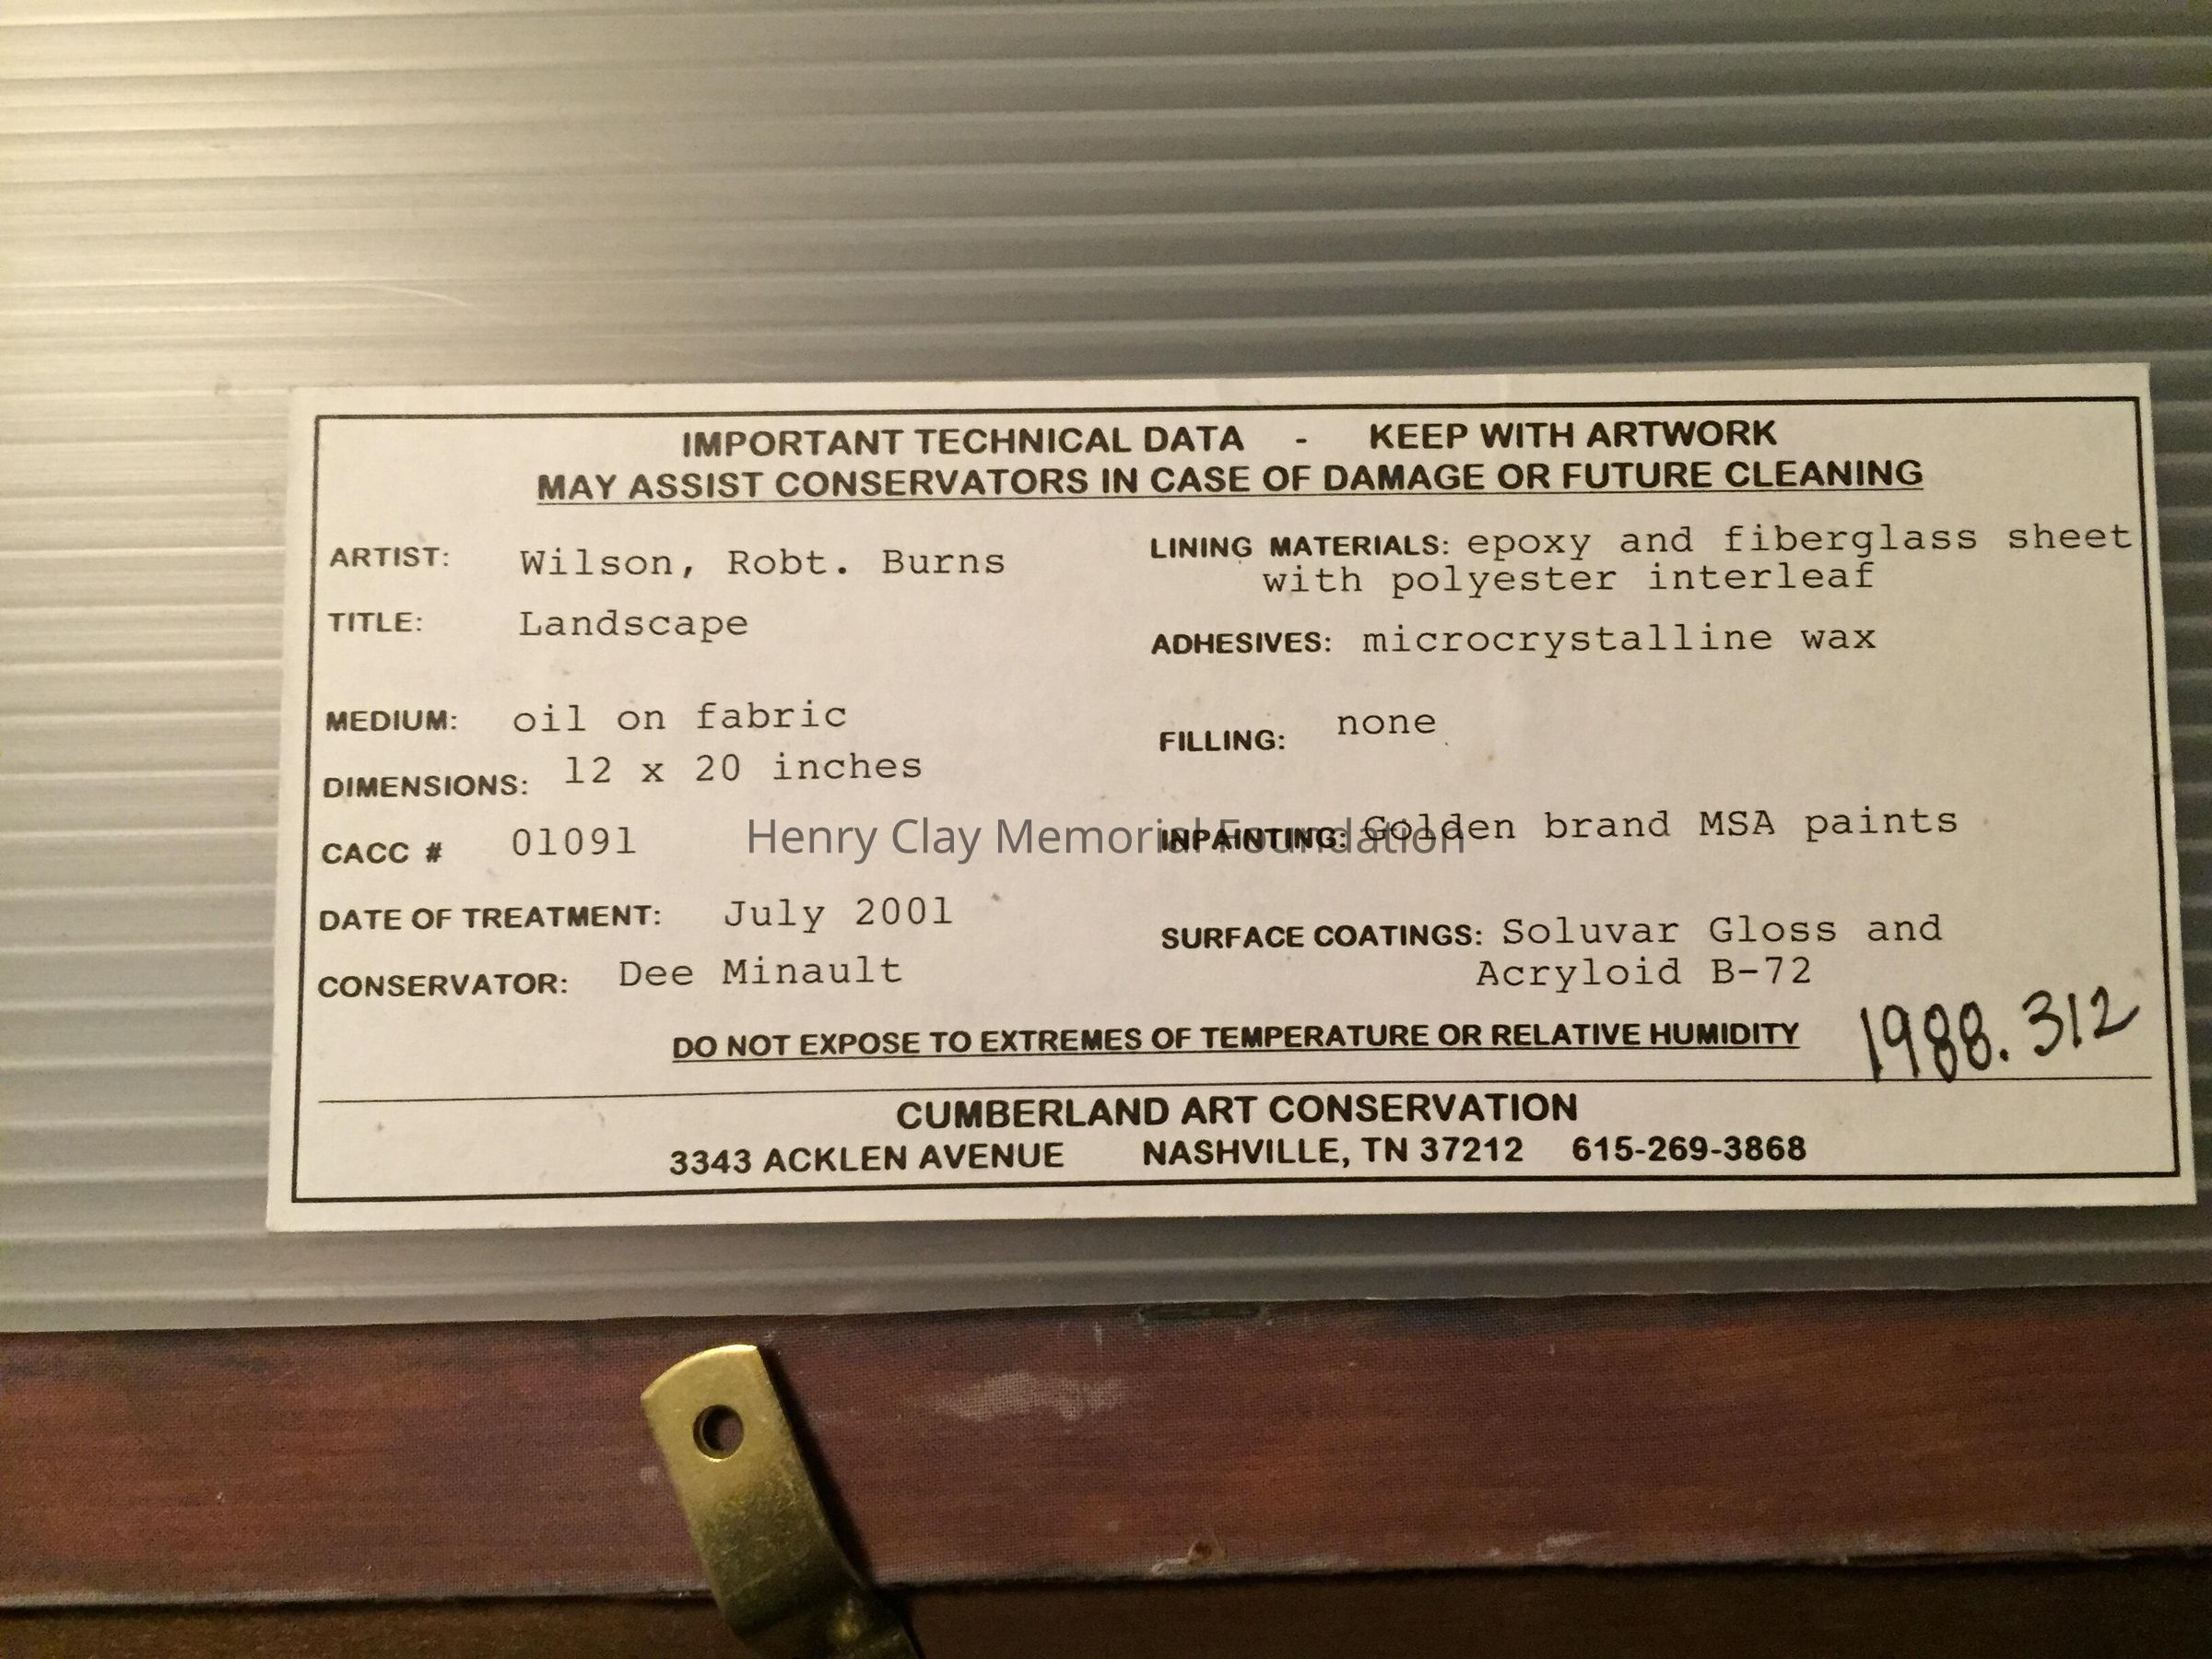 IMPORTANT TECHNICAL DATA - KEEP WITH ARTWORK
MAY ASSIST CONSERVATORS IN CASE OF DAMAGE OR FUTURE CLEANING
ARTIST: Wilson, Robt. Burns
TITLE: Landscape
MEDIUM: oil on fabric
DIMENSIONS: 12 x 20 inches
CACC # 01091
DATE OF TREATMENT: July 2001
CONSERVATOR: Dee Minault
LINING MATERIALS: epoxy and fiberglass sheet
with polyester interleaf
ADHESIVES: microcrystalline wax
FILLING: none
INPAINTING: Golden brand MSA paints
SURFACE COATINGS: Soluvar Gloss and
Acryloid B-72
Henry Clay Memorial Foundation
DO NOT EXPOSE TO EXTREMES OF TEMPERATURE OR RELATIVE HUMIDITY
1988.312
CUMBERLAND ART CONSERVATION
3343 ACKLEN AVENUE NASHVILLE, TN 37212 615-269-3868